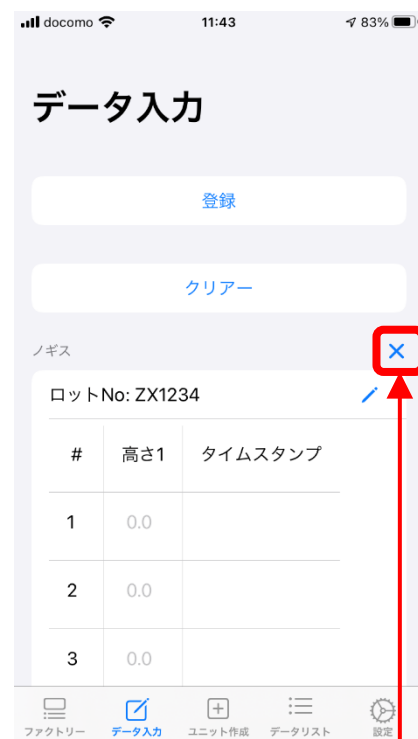 docomo 11:43 83%
データ入力
登録
クリアー
ノギス
ロットNo: ZX1234
# 高さ1 タイムスタンプ
1 0.0
2 0.0
3 0.0
ファクトリー データ入力 ユニット作成 データリスト 設定